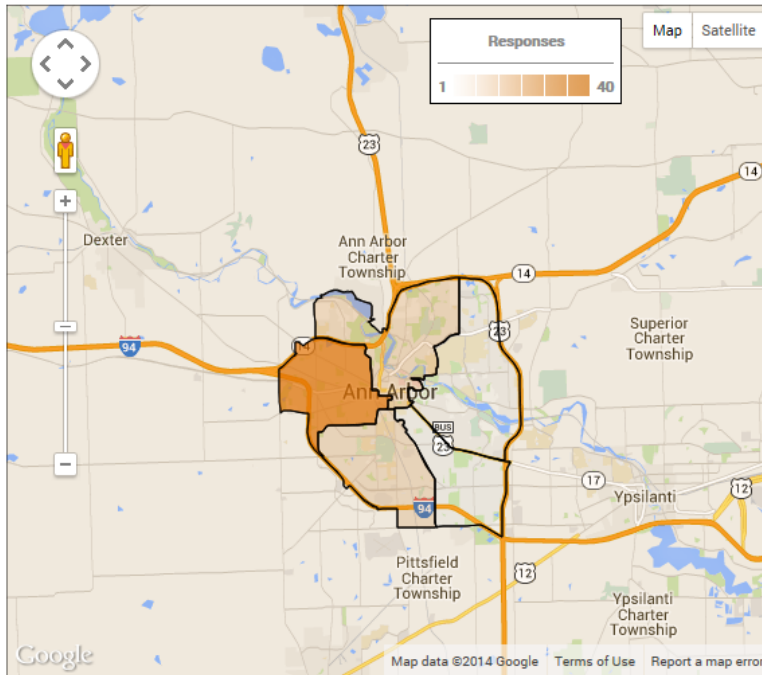 Responses
1
40
Map
Satellite
23
14
Dexter
Ann Arbor
Charter
Township
14
23
Superior
Charter
Township
94
14
Ann Arbor
BUS
23
17
Ypsilanti
12
94
Pittsfield
Charter
Township
12
Ypsilanti
Charter
Township
Google
Map data ©2014 Google
Terms of Use
Report a map error